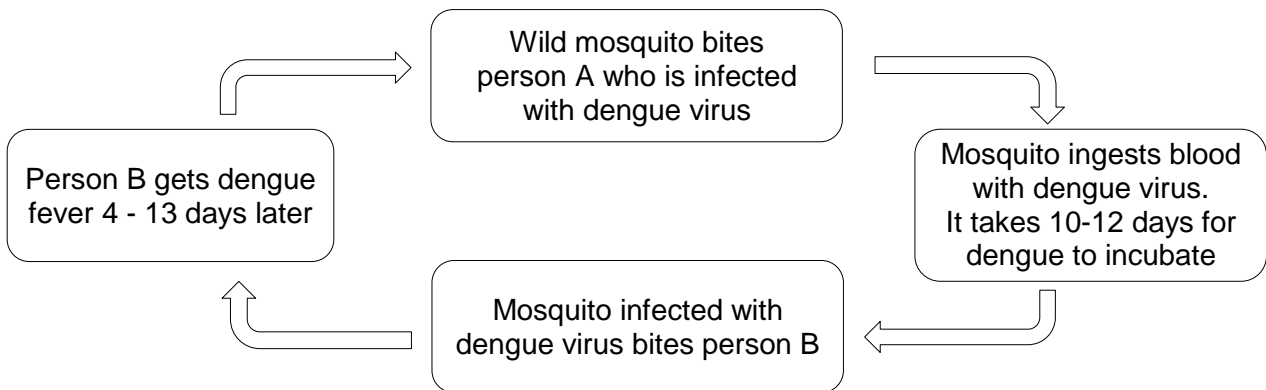 Wild mosquito bites
person A who is infected
with dengue virus
Mosquito ingests blood
with dengue virus.
It takes 10-12 days for
dengue to incubate
Mosquito infected with
dengue virus bites person B
Person B gets dengue
fever 4 - 13 days later